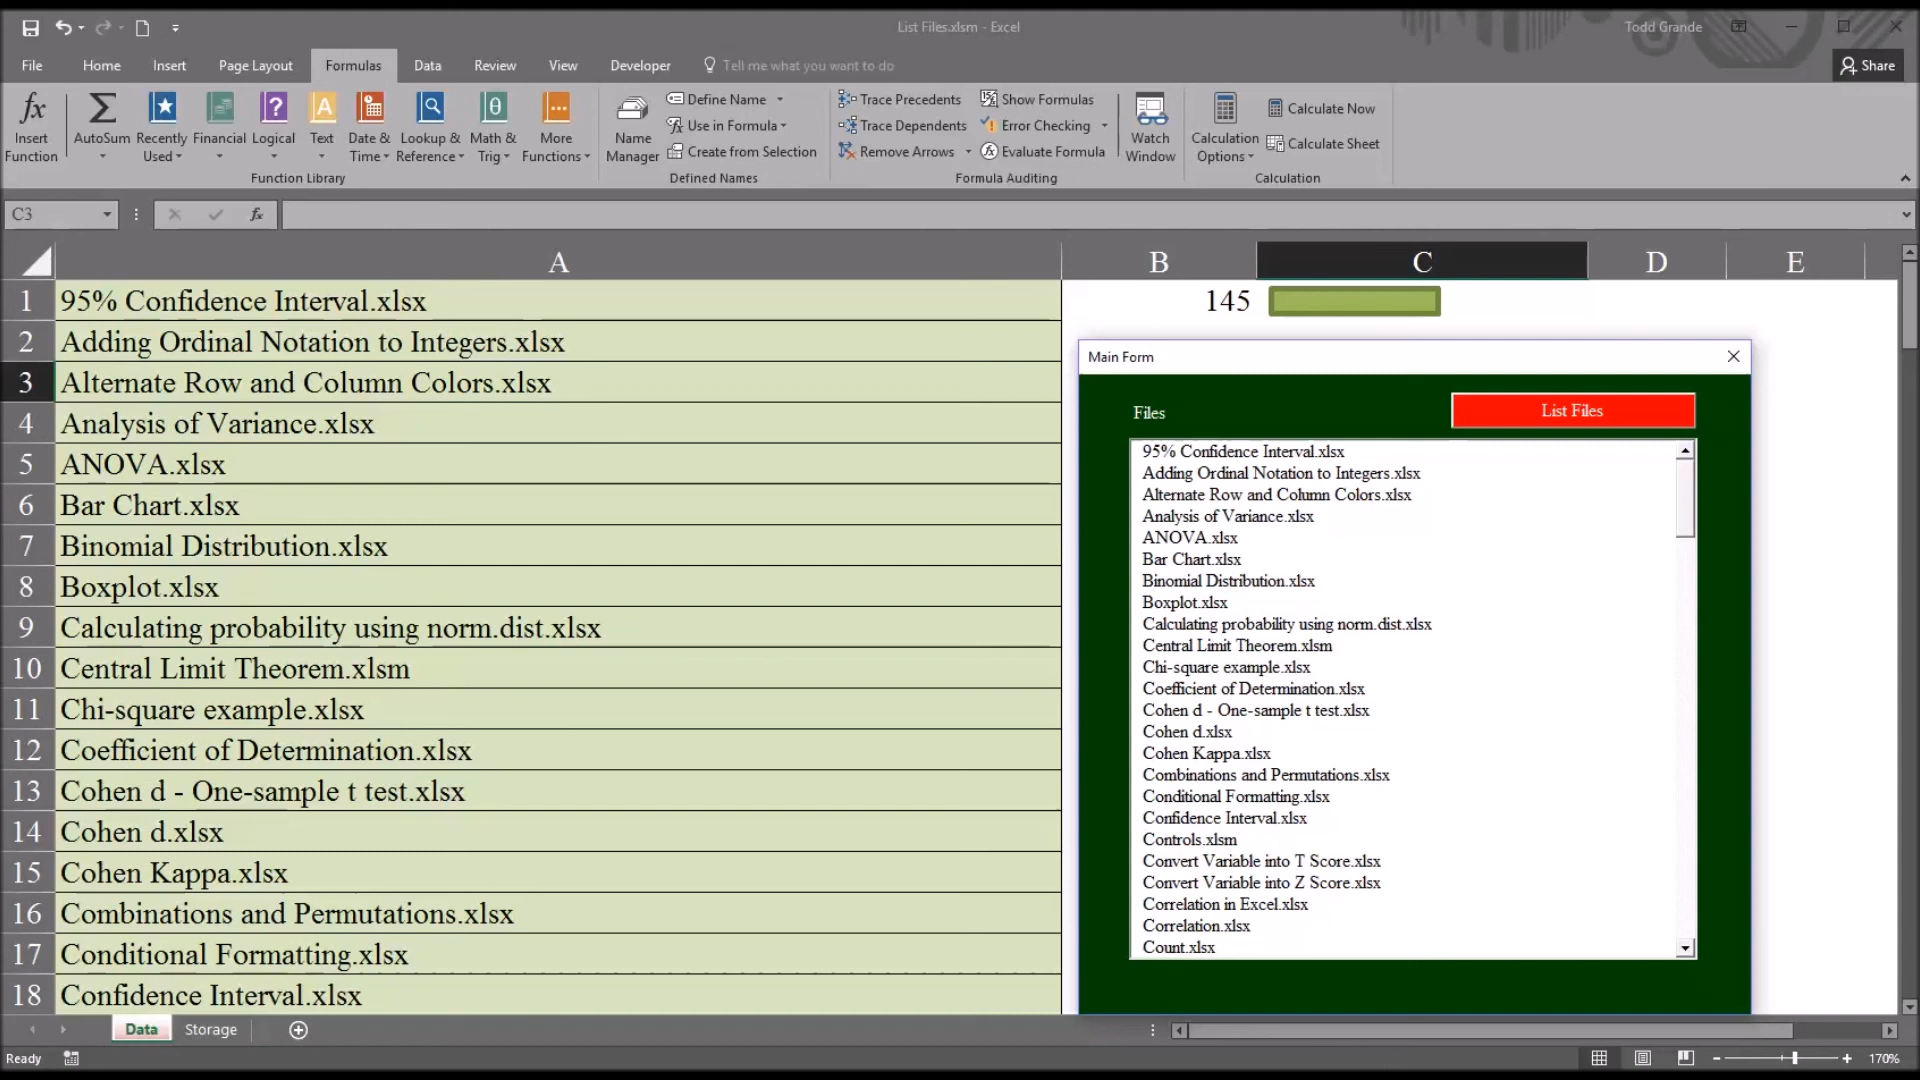 List Files.xlsm - Excel
Todd Grande
File Home Insert Page Layout Formulas Data Review View Developer Tell me what you want to do
Share
fx
Insert Function
AutoSum
Recently Used
Financial
Logical
Text
Date & Time
Lookup & Reference
Math & Trig
More Functions
Function Library
Name Manager
Define Name
Use in Formula
Create from Selection
Defined Names
Trace Precedents
Trace Dependents
Remove Arrows
Show Formulas
Error Checking
Evaluate Formula
Formula Auditing
Watch Window
Calculation Options
Calculate Now
Calculate Sheet
Calculation
C3
fx
A B C D E
1 95% Confidence Interval.xlsx 145
2 Adding Ordinal Notation to Integers.xlsx
3 Alternate Row and Column Colors.xlsx
4 Analysis of Variance.xlsx
5 ANOVA.xlsx
6 Bar Chart.xlsx
7 Binomial Distribution.xlsx
8 Boxplot.xlsx
9 Calculating probability using norm.dist.xlsx
10 Central Limit Theorem.xlsm
11 Chi-square example.xlsx
12 Coefficient of Determination.xlsx
13 Cohen d - One-sample t test.xlsx
14 Cohen d.xlsx
15 Cohen Kappa.xlsx
16 Combinations and Permutations.xlsx
17 Conditional Formatting.xlsx
18 Confidence Interval.xlsx
Main Form
Files
List Files
95% Confidence Interval.xlsx
Adding Ordinal Notation to Integers.xlsx
Alternate Row and Column Colors.xlsx
Analysis of Variance.xlsx
ANOVA.xlsx
Bar Chart.xlsx
Binomial Distribution.xlsx
Boxplot.xlsx
Calculating probability using norm.dist.xlsx
Central Limit Theorem.xlsm
Chi-square example.xlsx
Coefficient of Determination.xlsx
Cohen d - One-sample t test.xlsx
Cohen d.xlsx
Cohen Kappa.xlsx
Combinations and Permutations.xlsx
Conditional Formatting.xlsx
Confidence Interval.xlsx
Controls.xlsm
Convert Variable into T Score.xlsx
Convert Variable into Z Score.xlsx
Correlation in Excel.xlsx
Correlation.xlsx
Count.xlsx
Data Storage
Ready
170%